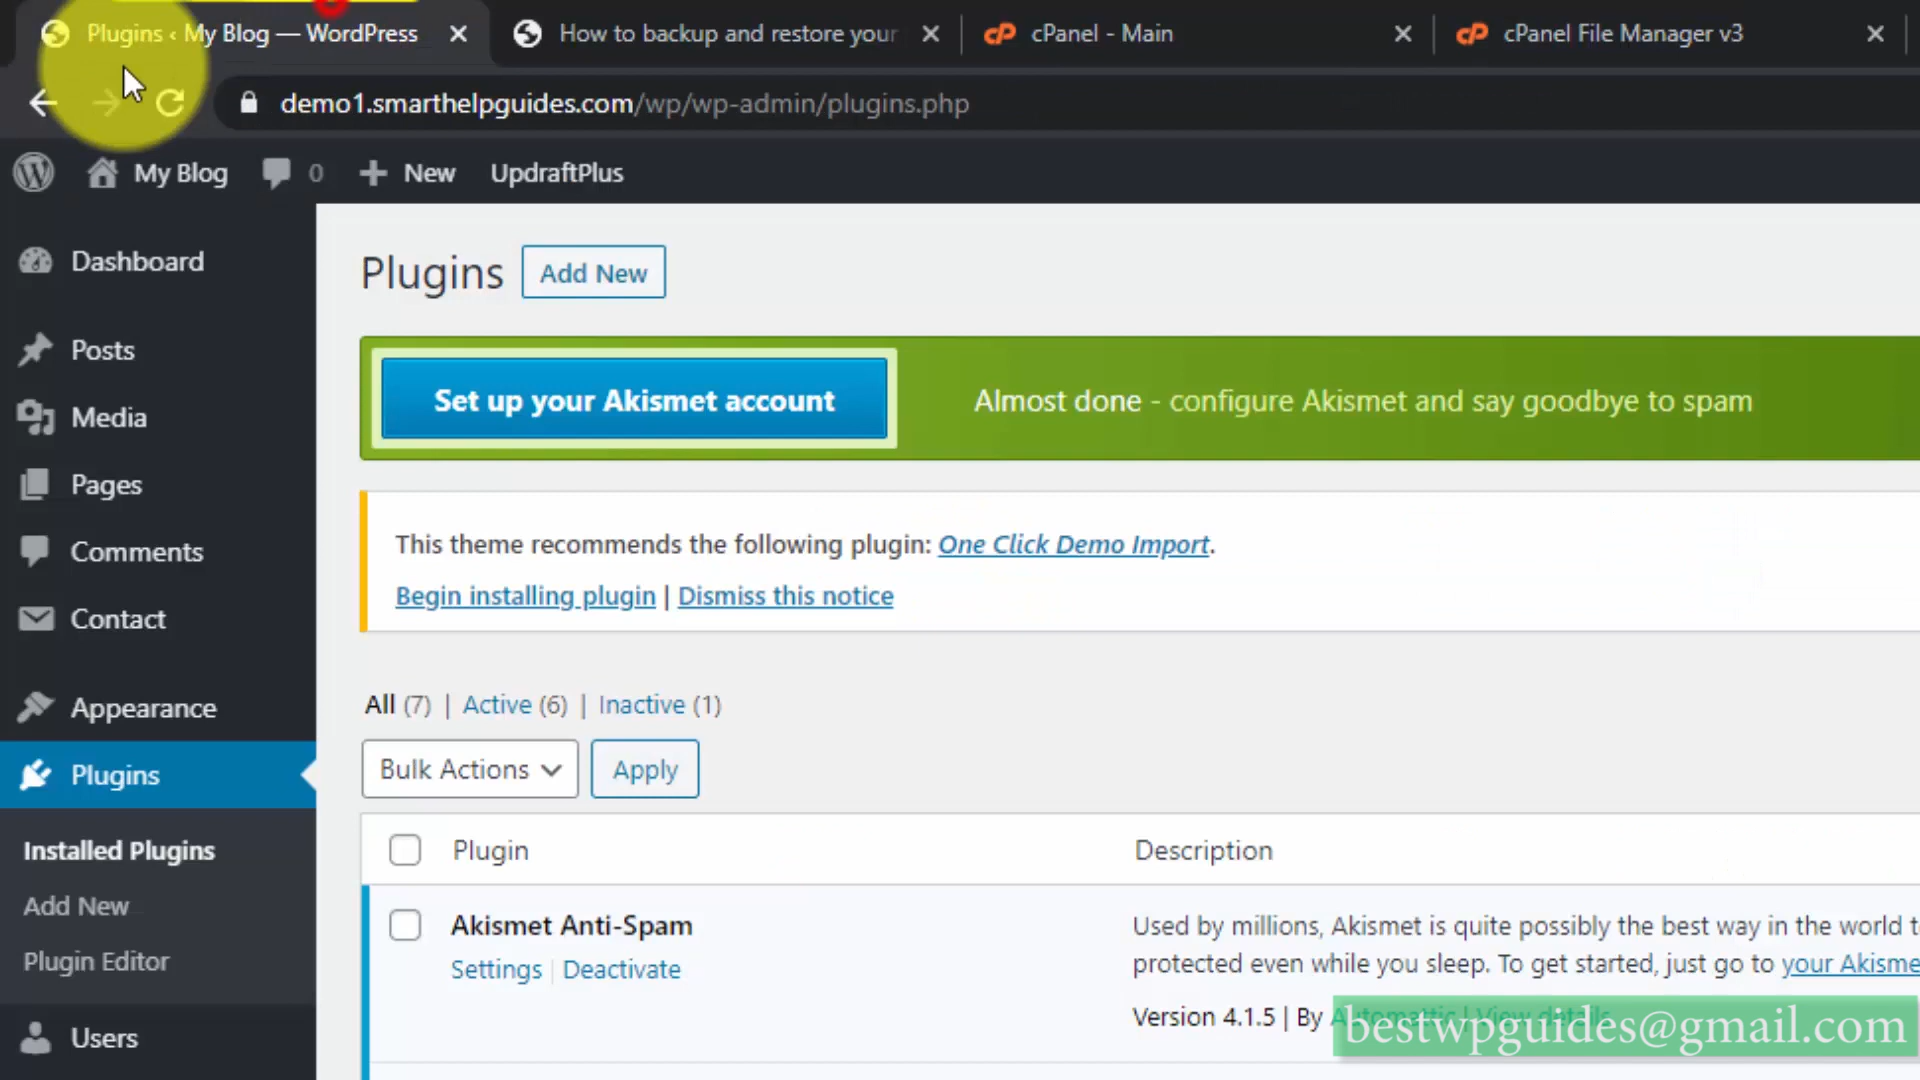 Plugins ‹ My Blog — WordPress
How to backup and restore your
cPanel - Main
cPanel File Manager v3
demo1.smarthelpguides.com/wp/wp-admin/plugins.php
My Blog 0 New UpdraftPlus
Dashboard
Posts
Media
Pages
Comments
Contact
Appearance
Plugins
Installed Plugins
Add New
Plugin Editor
Users
Plugins Add New
Set up your Akismet account
Almost done - configure Akismet and say goodbye to spam
This theme recommends the following plugin: One Click Demo Import.
Begin installing plugin | Dismiss this notice
All (7) | Active (6) | Inactive (1)
Bulk Actions Apply
Plugin Description
Akismet Anti-Spam
Settings | Deactivate
Used by millions, Akismet is quite possibly the best way in the world
protected even while you sleep. To get started, just go to your Akisme
Version 4.1.5 | By Automattic | View details
bestwpguides@gmail.com